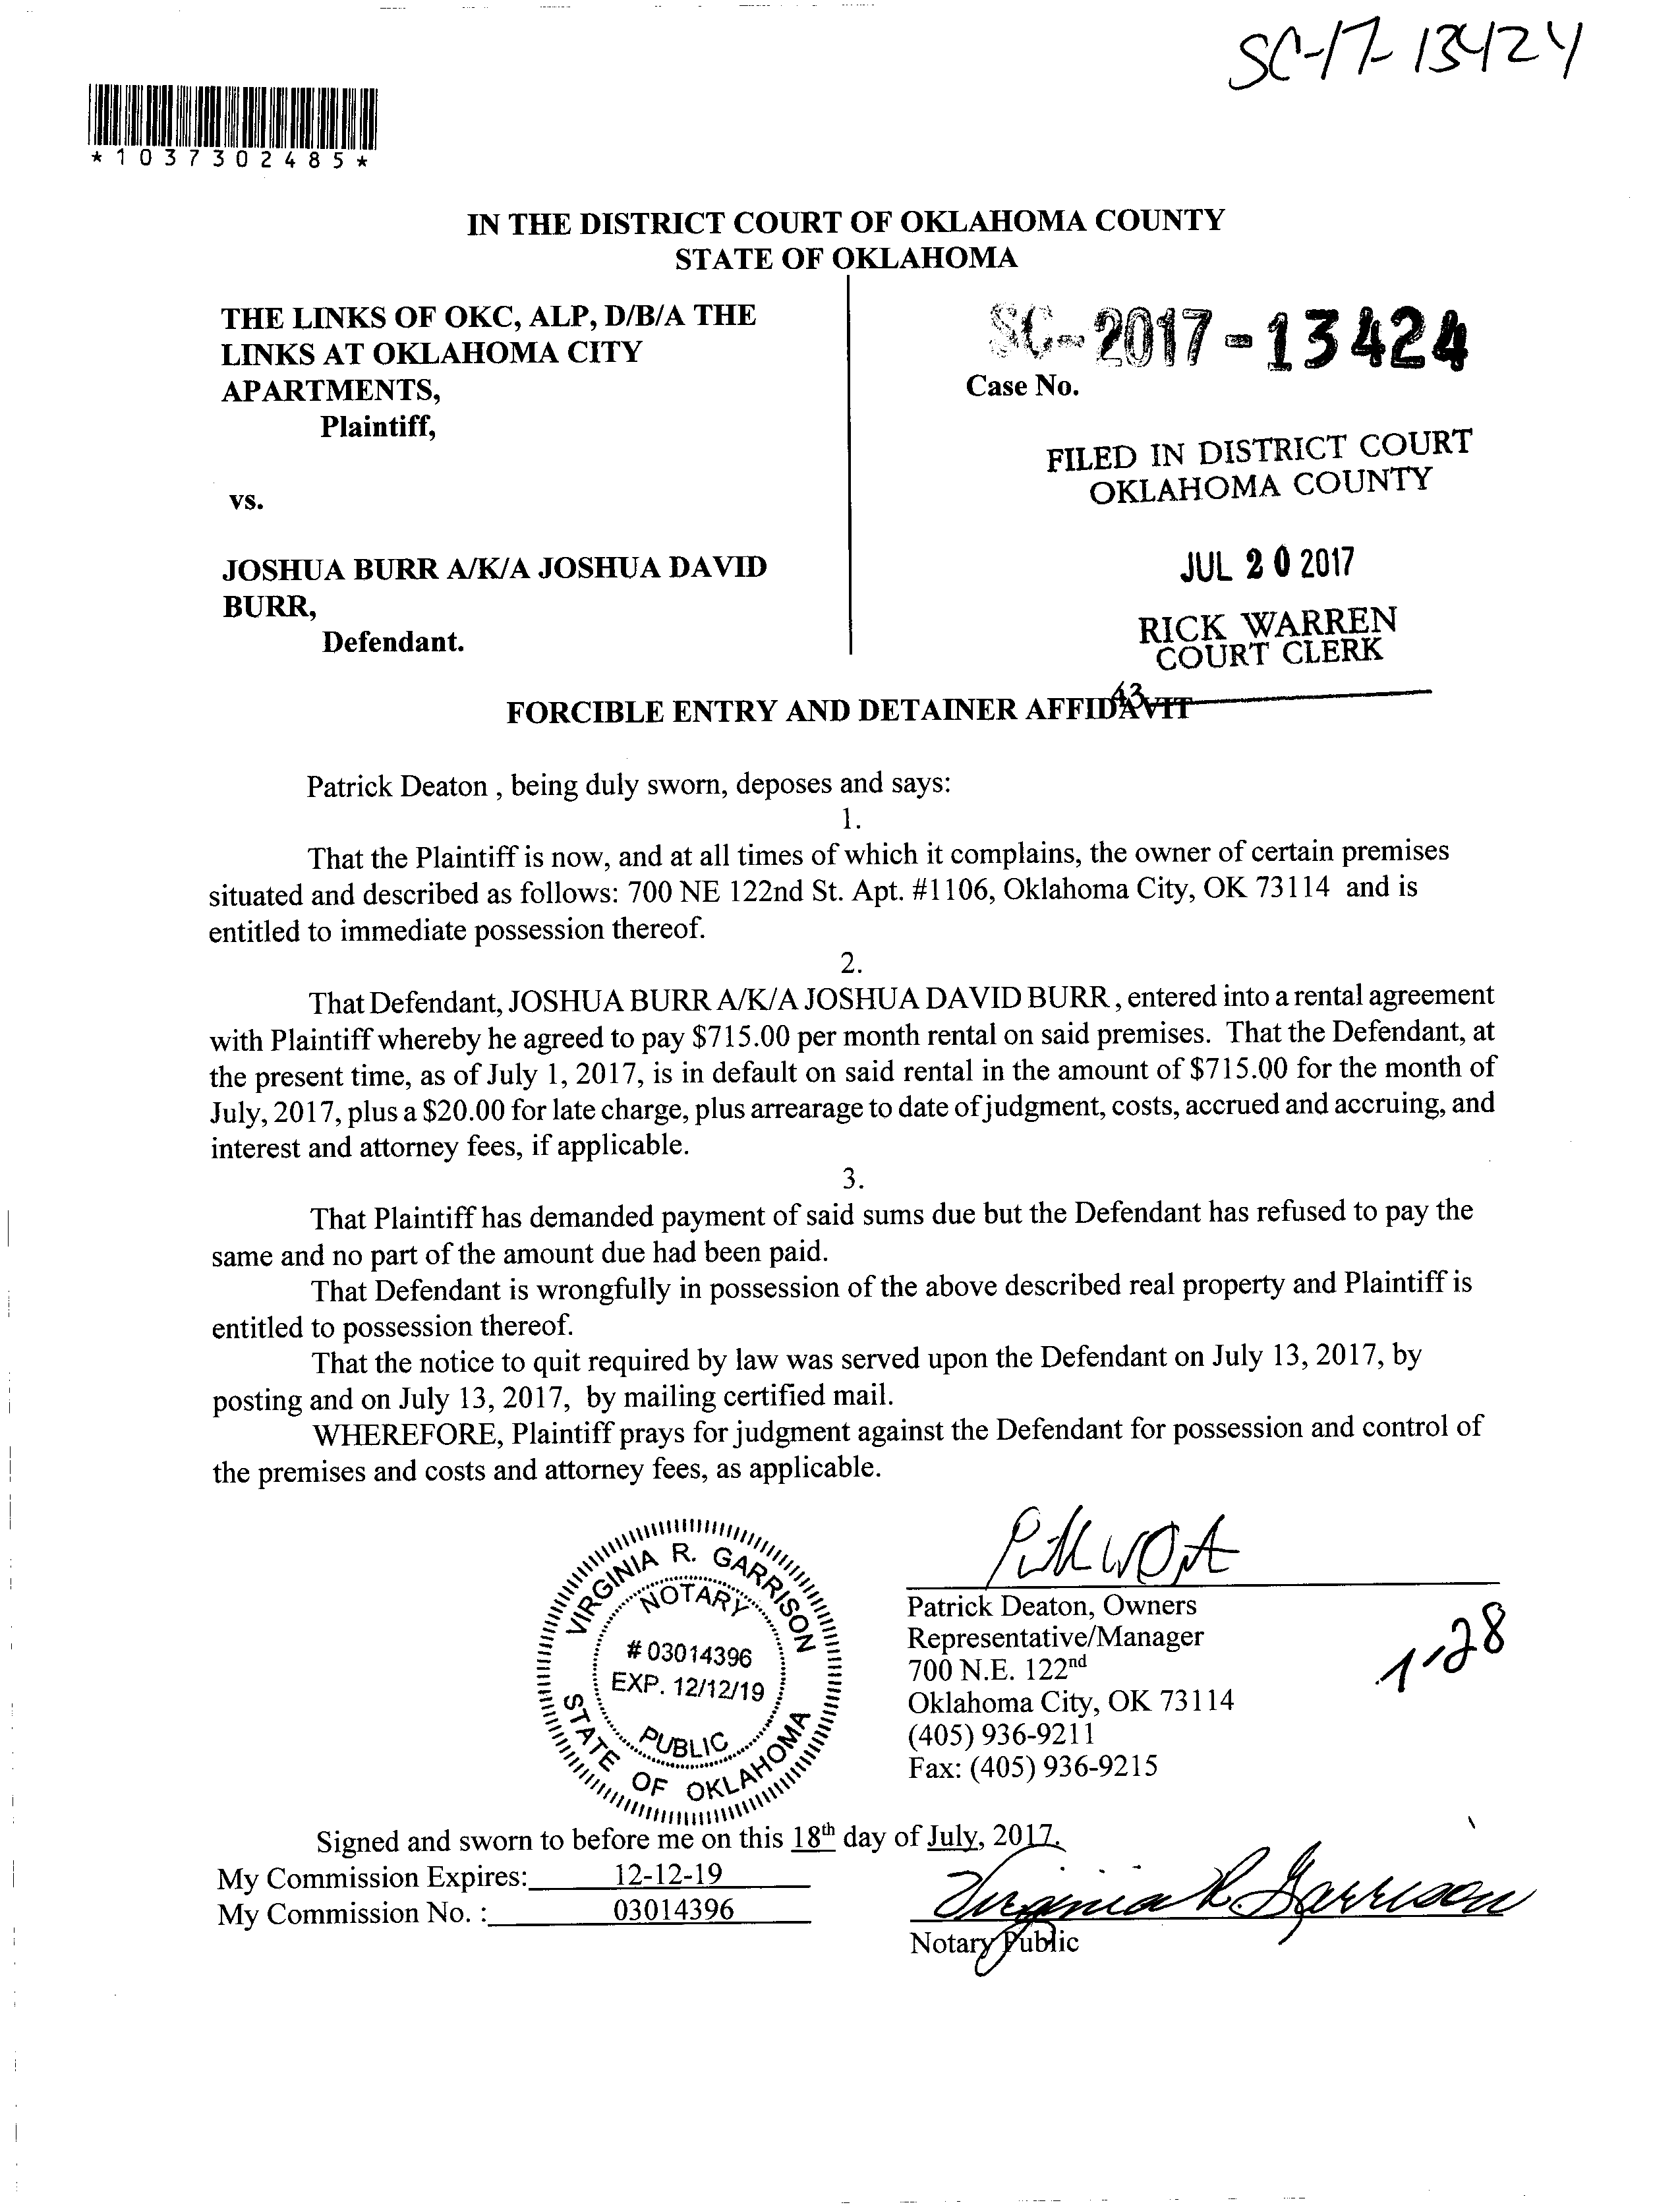 SC-17-13424
*1037302485*
IN THE DISTRICT COURT OF OKLAHOMA COUNTY
STATE OF OKLAHOMA
THE LINKS OF OKC, ALP, D/B/A THE
LINKS AT OKLAHOMA CITY
APARTMENTS,
Plaintiff,
vs.
JOSHUA BURR A/K/A JOSHUA DAVID
BURR,
Defendant.
SC-2017-13424
Case No.
FILED IN DISTRICT COURT
OKLAHOMA COUNTY
JUL 20 2017
RICK WARREN
COURT CLERK
43
FORCIBLE ENTRY AND DETAINER AFFIDAVIT
Patrick Deaton , being duly sworn, deposes and says:
1.
That the Plaintiff is now, and at all times of which it complains, the owner of certain premises
situated and described as follows: 700 NE 122nd St. Apt. #1106, Oklahoma City, OK 73114 and is
entitled to immediate possession thereof.
2.
That Defendant, JOSHUA BURR A/K/A JOSHUA DAVID BURR , entered into a rental agreement
with Plaintiff whereby he agreed to pay $715.00 per month rental on said premises. That the Defendant, at
the present time, as of July 1, 2017, is in default on said rental in the amount of $715.00 for the month of
July, 2017, plus a $20.00 for late charge, plus arrearage to date of judgment, costs, accrued and accruing, and
interest and attorney fees, if applicable.
3.
That Plaintiff has demanded payment of said sums due but the Defendant has refused to pay the
same and no part of the amount due had been paid.
That Defendant is wrongfully in possession of the above described real property and Plaintiff is
entitled to possession thereof.
That the notice to quit required by law was served upon the Defendant on July 13, 2017, by
posting and on July 13, 2017, by mailing certified mail.
WHEREFORE, Plaintiff prays for judgment against the Defendant for possession and control of
the premises and costs and attorney fees, as applicable.
VIRGINIA R. GARRISON
NOTARY
# 03014396
EXP. 12/12/19
PUBLIC
STATE OF OKLAHOMA
Patrick Deaton, Owners
Representative/Manager
700 N.E. 122nd
Oklahoma City, OK 73114
(405) 936-9211
Fax: (405) 936-9215
1-28
Signed and sworn to before me on this 18th day of July, 2017.
My Commission Expires: 12-12-19
My Commission No. : 03014396
Virginia R. Garrison
Notary Public